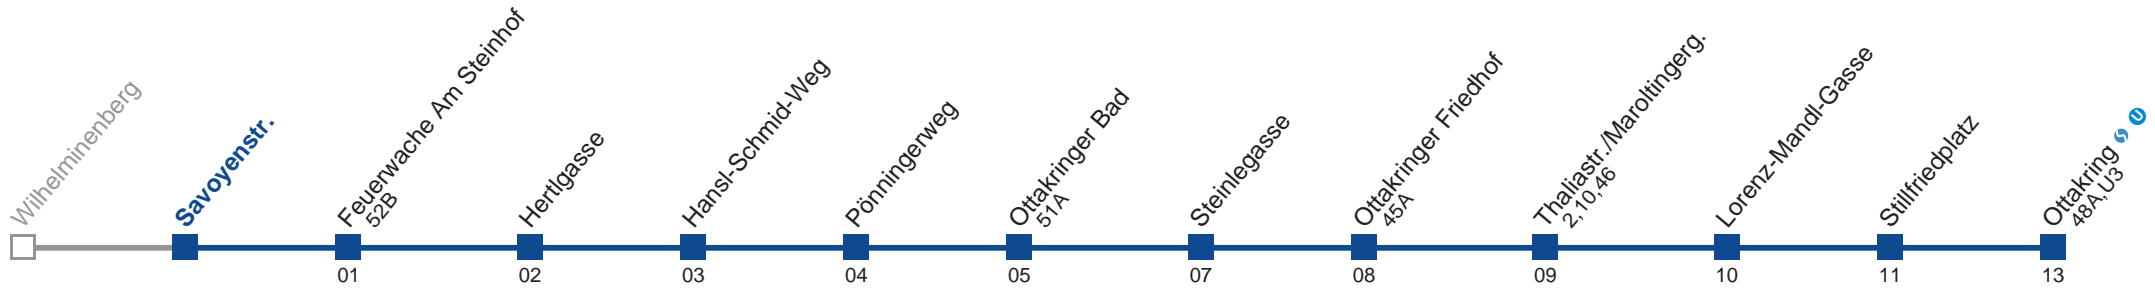 Wilhelminenberg
Savoyenstr.
Feuerwache Am Steinhof
52B
Hertlgasse
Hansl-Schmid-Weg
Pönningerweg
Ottakringer Bad
51A
Steinlegasse
Ottakringer Friedhof
45A
Thaliastr./Maroltingerg.
2,10,46
Lorenz-Mandl-Gasse
Stillfriedplatz
Ottakring S U
48A,U3
01 02 03 04 05 07 08 09 10 11 13